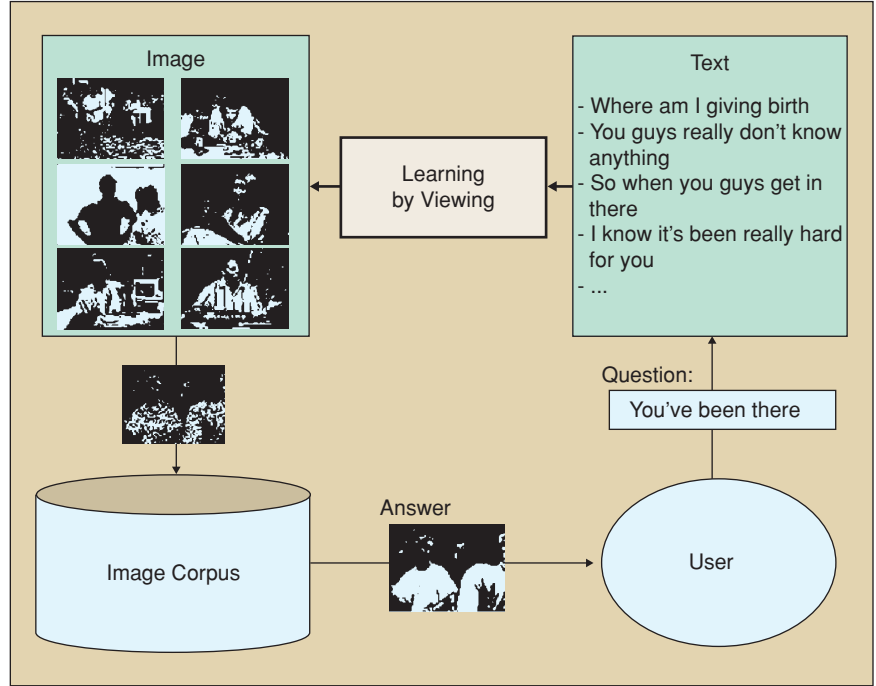 Image
Text
- Where am I giving birth
- You guys really don't know
anything
- So when you guys get in
there
- I know it's been really hard
for you
- ...
Learning
by Viewing
Question:
You've been there
Answer
Image Corpus
User